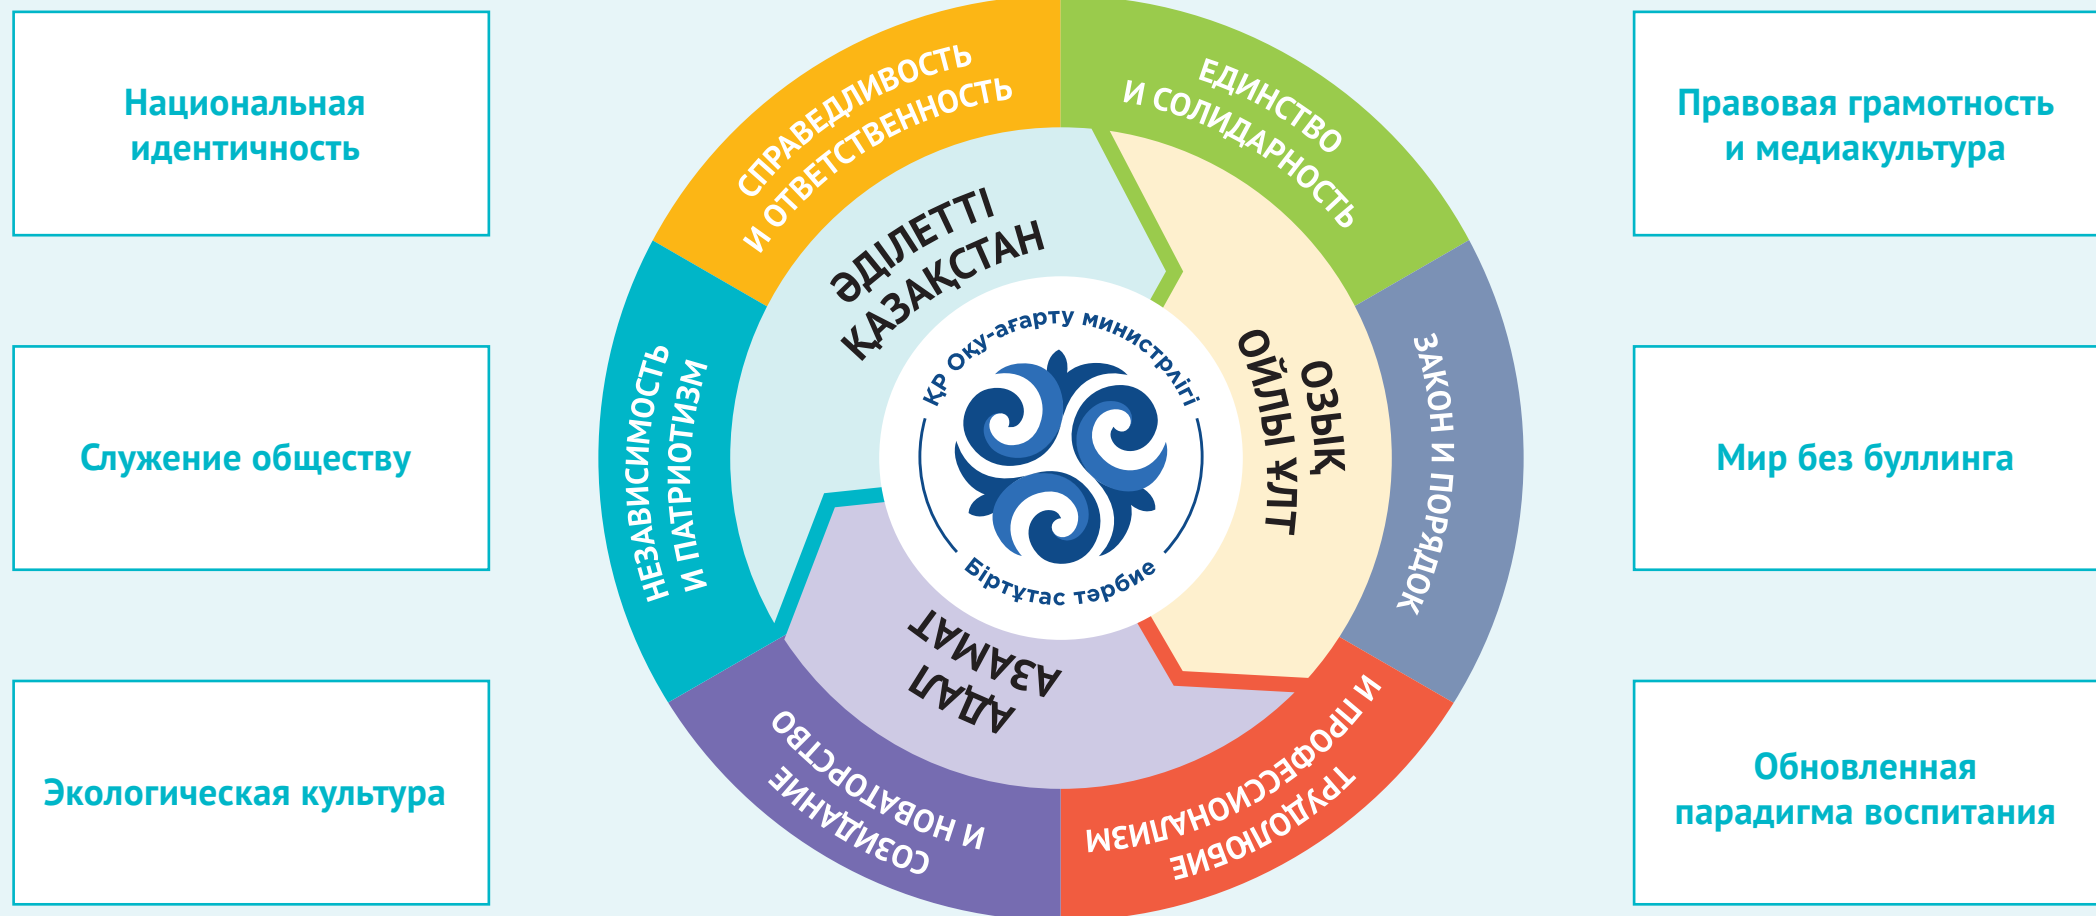 Национальная
идентичность
Служение обществу
Экологическая культура
СПРАВЕДЛИВОСТЬ
И ОТВЕТСТВЕННОСТЬ
ЕДИНСТВО
И СОЛИДАРНОСТЬ
ЗАКОН И ПОРЯДОК
ТРУДОЛЮБИЕ
И ПРОФЕССИОНАЛИЗМ
СОЗИДАНИЕ
И НОВАТОРСТВО
НЕЗАВИСИМОСТЬ
И ПАТРИОТИЗМ
ӘДІЛЕТТІ
ҚАЗАҚСТАН
ОЗЫҚ
ОЙЛЫ ҰЛТ
АДАЛ
АЗАМАТ
ҚР Оқу-ағарту министрлігі
Біртұтас тәрбие
Правовая грамотность
и медиакультура
Мир без буллинга
Обновленная
парадигма воспитания